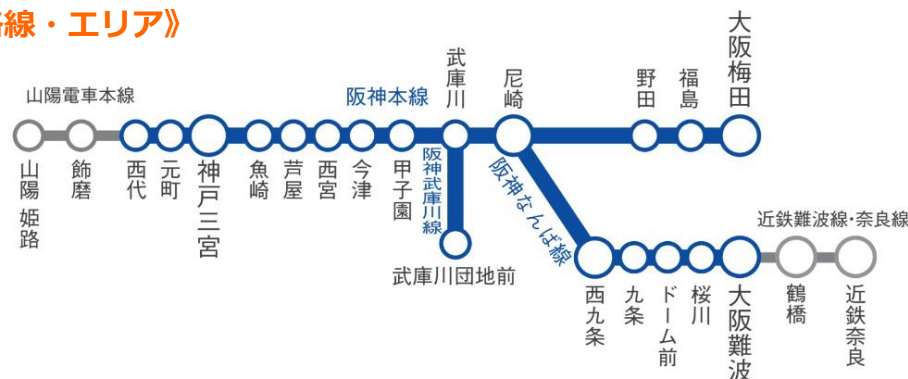 線・エリア》
山陽電車本線
阪神本線
武庫川
尼崎
野田
福島
大阪梅田
山陽 姫路
飾磨
西代
元町
神戸三宮
魚崎
芦屋
西宮
今津
甲子園
阪神武庫川線
阪神なんば線
武庫川団地前
近鉄難波線・奈良線
西九条
九条
ドーム前
桜川
大阪難波
鶴橋
近鉄奈良